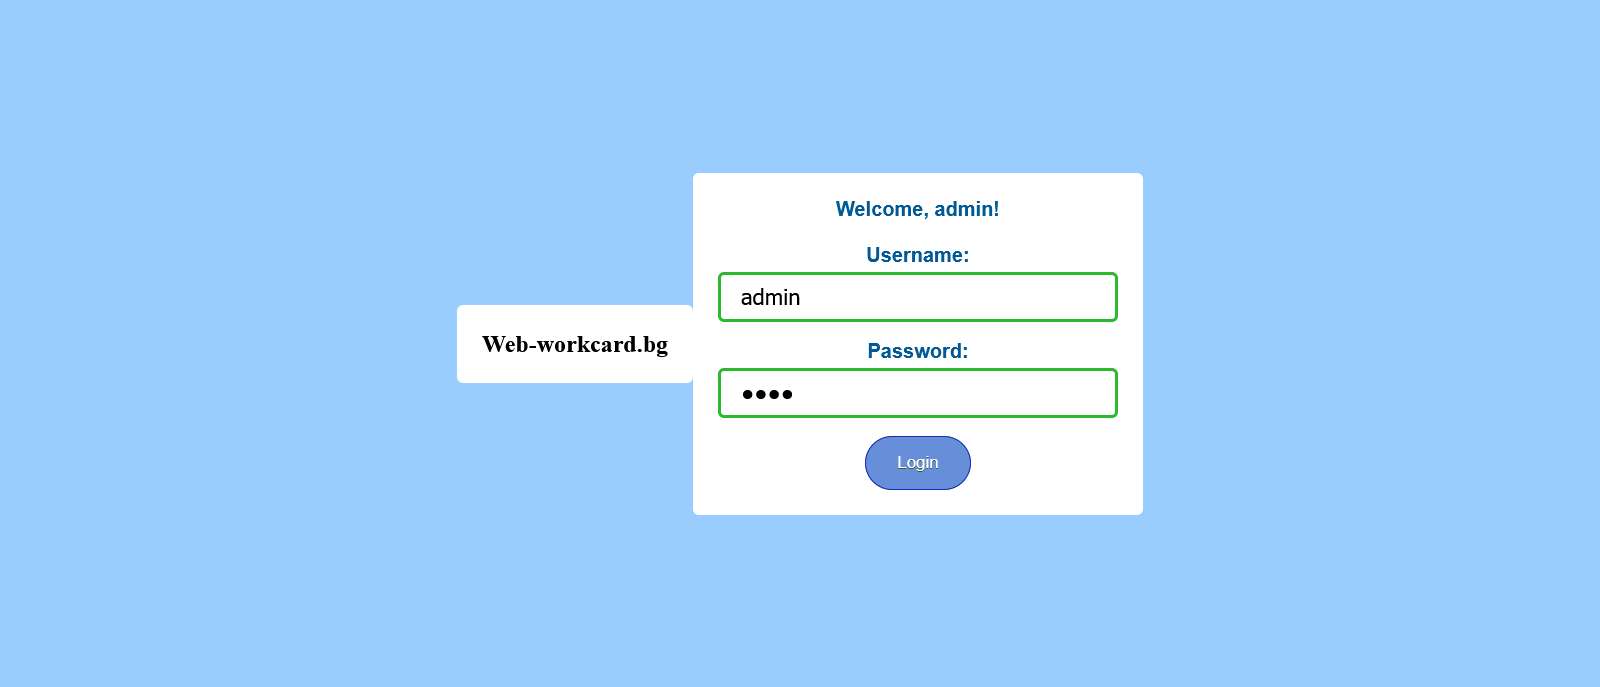 Web-workcard.bg
Welcome, admin!
Username:
admin
Password:
••••
Login